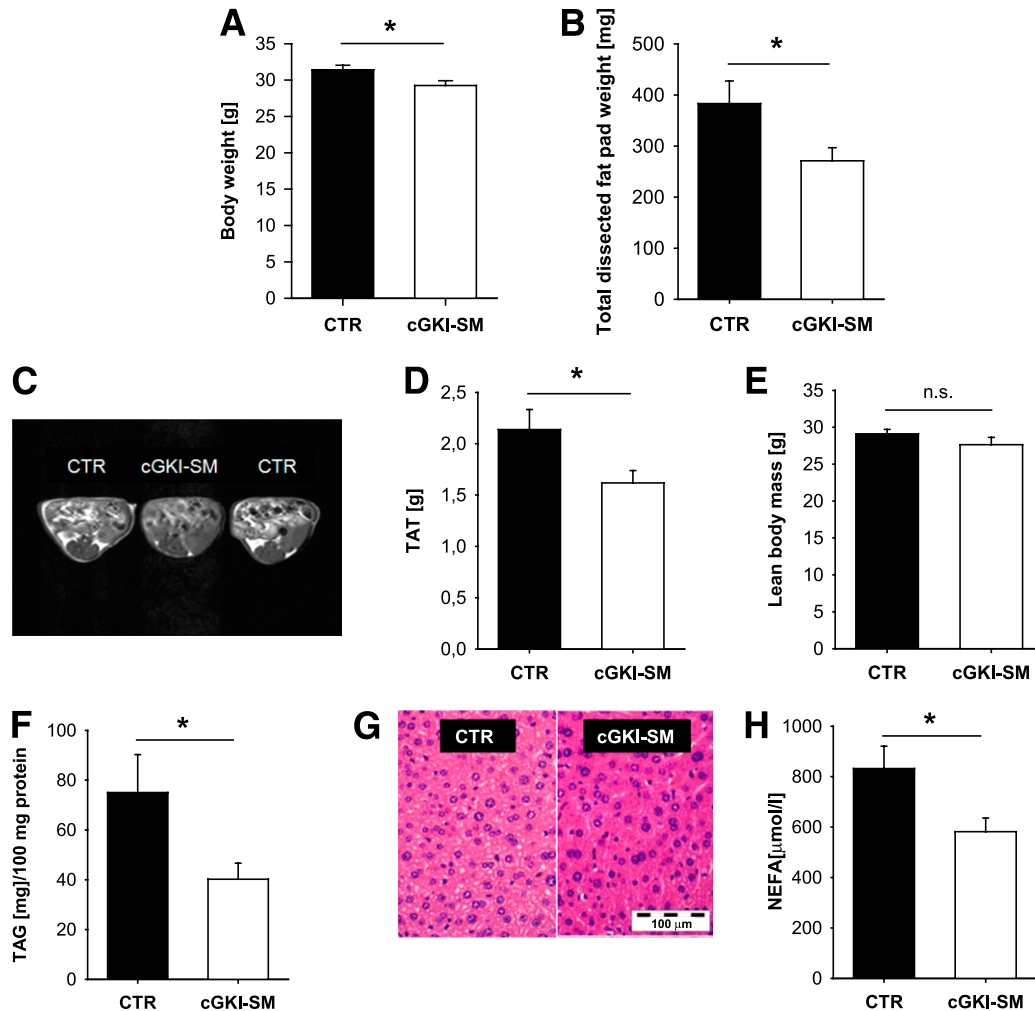 A
*
Body weight [g]
35
30
25
20
15
10
5
0
CTR cGKI-SM
B
*
Total dissected fat pad weight [mg]
500
400
300
200
100
0
CTR cGKI-SM
C
CTR cGKI-SM CTR
D
*
TAT [g]
2,5
2,0
1,5
1,0
0,5
0,0
CTR cGKI-SM
E
n.s.
Lean body mass [g]
35
30
25
20
15
10
5
0
CTR cGKI-SM
F
*
TAG [mg]/100 mg protein
100
80
60
40
20
0
CTR cGKI-SM
G
CTR cGKI-SM
100 μm
H
*
NEFA[μmol/l]
1000
800
600
400
200
0
CTR cGKI-SM